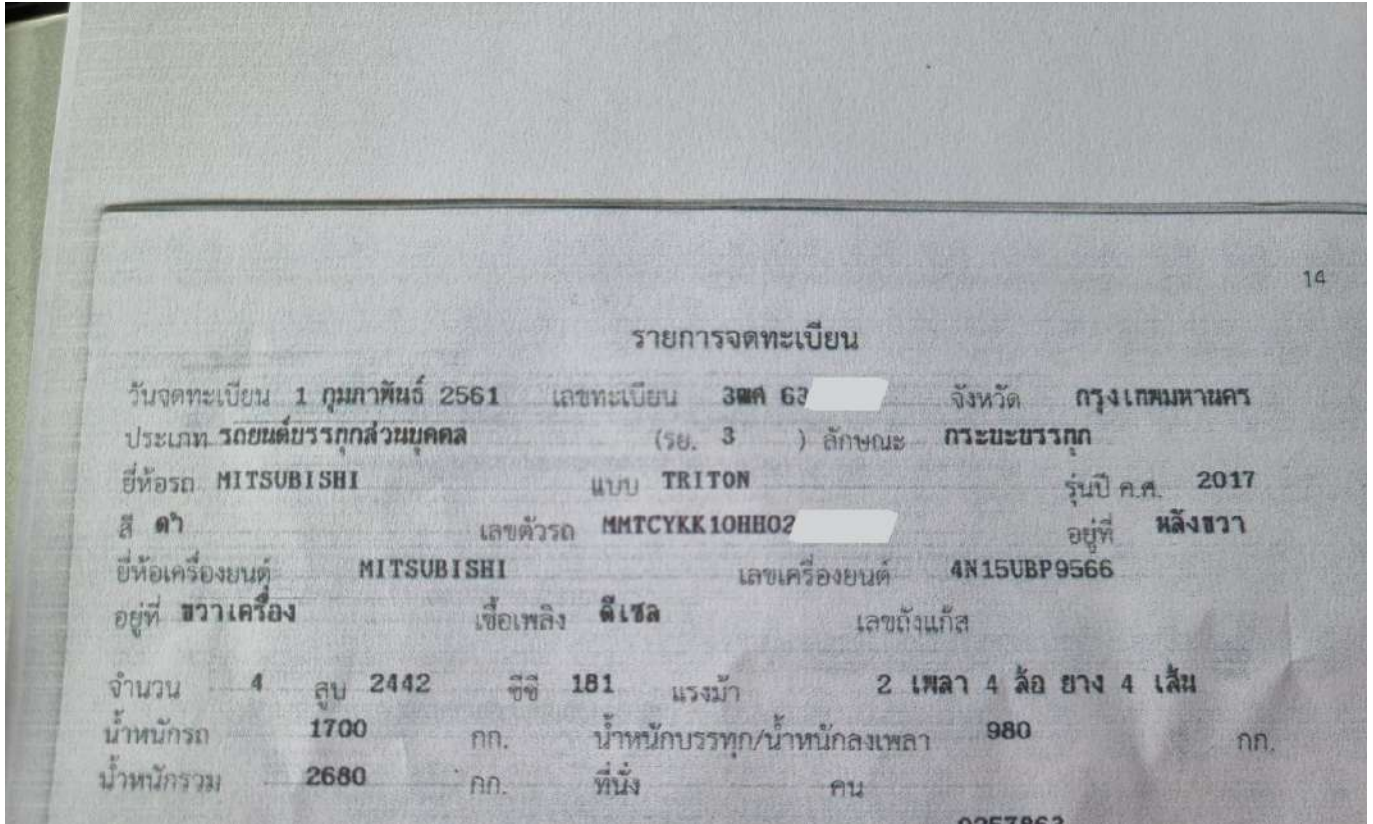 14
รายการจดทะเบียน
วันจดทะเบียน 1 กุมภาพันธ์ 2561 เลขทะเบียน 3ฒศ 63 จังหวัด กรุงเทพมหานคร
ประเภท รถยนต์บรรทุกส่วนบุคคล (รย. 3 ) ลักษณะ กระบะบรรทุก
ยี่ห้อรถ MITSUBISHI แบบ TRITON รุ่นปี ค.ศ. 2017
สี ดำ เลขตัวรถ MMTCYKK10HH02 อยู่ที่ หลังขวา
ยี่ห้อเครื่องยนต์ MITSUBISHI เลขเครื่องยนต์ 4N15UBP9566
อยู่ที่ ขวาเครื่อง เชื้อเพลิง ดีเซล เลขถังแก๊ส
จำนวน 4 สูบ 2442 ซีซี 181 แรงม้า 2 เพลา 4 ล้อ ยาง 4 เส้น
น้ำหนักรถ 1700 กก. น้ำหนักบรรทุก/น้ำหนักลงเพลา 980 กก.
น้ำหนักรวม 2680 กก. ที่นั่ง คน